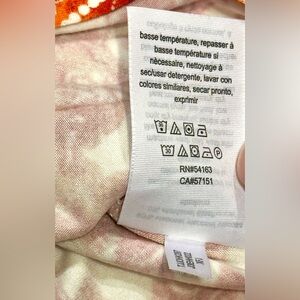 basse température, repasser à
basse température si
nécessaire, nettoyage à
sec/usar detergente, lavar con
colores similares, secar pronto,
exprimir
RN#54163
CA#57151